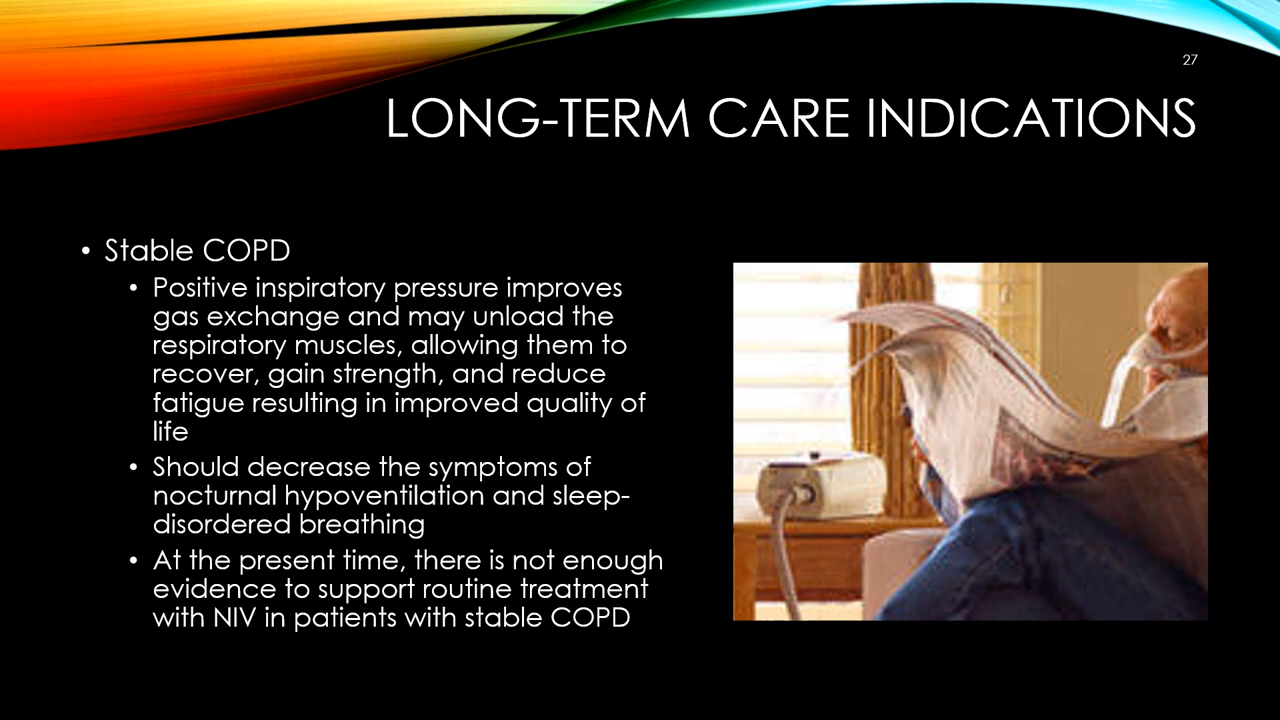 27
LONG-TERM CARE INDICATIONS
• Stable COPD
• Positive inspiratory pressure improves
gas exchange and may unload the
respiratory muscles, allowing them to
recover, gain strength, and reduce
fatigue resulting in improved quality of
life
• Should decrease the symptoms of
nocturnal hypoventilation and sleep-
disordered breathing
• At the present time, there is not enough
evidence to support routine treatment
with NIV in patients with stable COPD